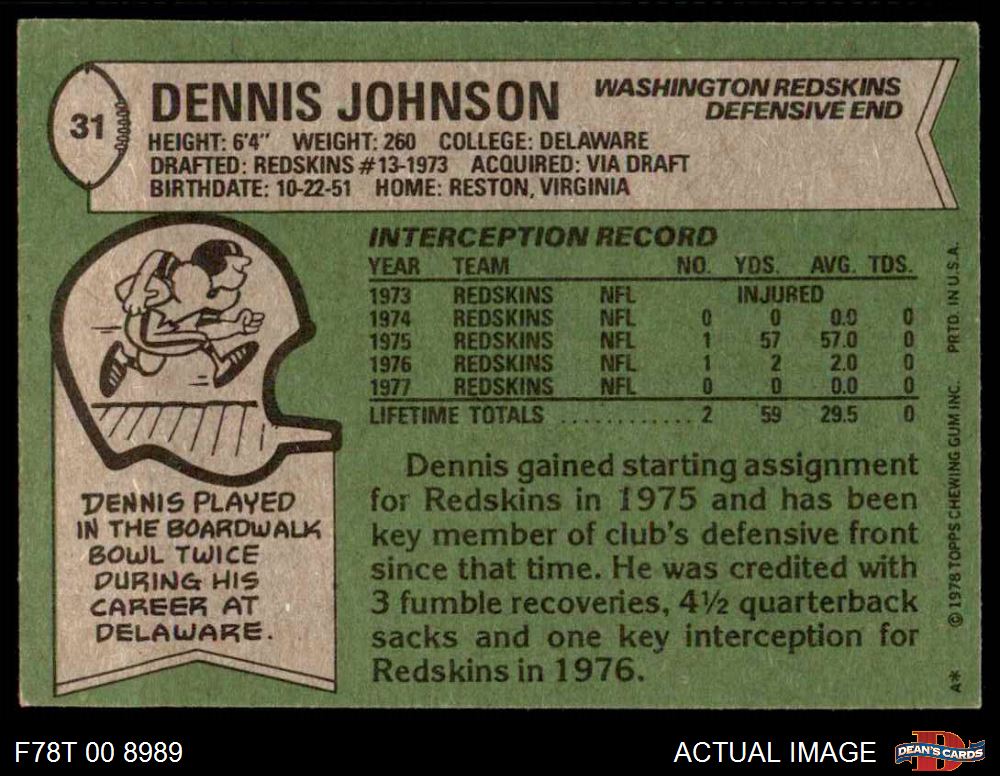 31
DENNIS JOHNSON
WASHINGTON REDSKINS
DEFENSIVE END
HEIGHT: 6'4" WEIGHT: 260 COLLEGE: DELAWARE
DRAFTED: REDSKINS #13-1973 ACQUIRED: VIA DRAFT
BIRTHDATE: 10-22-51 HOME: RESTON, VIRGINIA
INTERCEPTION RECORD
YEAR TEAM NO. YDS. AVG. TDS.
1973 REDSKINS NFL INJURED
1974 REDSKINS NFL 0 0 0.0 0
1975 REDSKINS NFL 1 57 57.0 0
1976 REDSKINS NFL 1 2 2.0 0
1977 REDSKINS NFL 0 0 0.0 0
LIFETIME TOTALS ............ 2 59 29.5 0
Dennis gained starting assignment
for Redskins in 1975 and has been
key member of club's defensive front
since that time. He was credited with
3 fumble recoveries, 4½ quarterback
sacks and one key interception for
Redskins in 1976.
DENNIS PLAYED
IN THE BOARDWALK
BOWL TWICE
DURING HIS
CAREER AT
DELAWARE.
A* © 1978 TOPPS CHEWING GUM INC. PRTD. IN U.S.A.
F78T 00 8989
ACTUAL IMAGE
DEAN'S CARDS